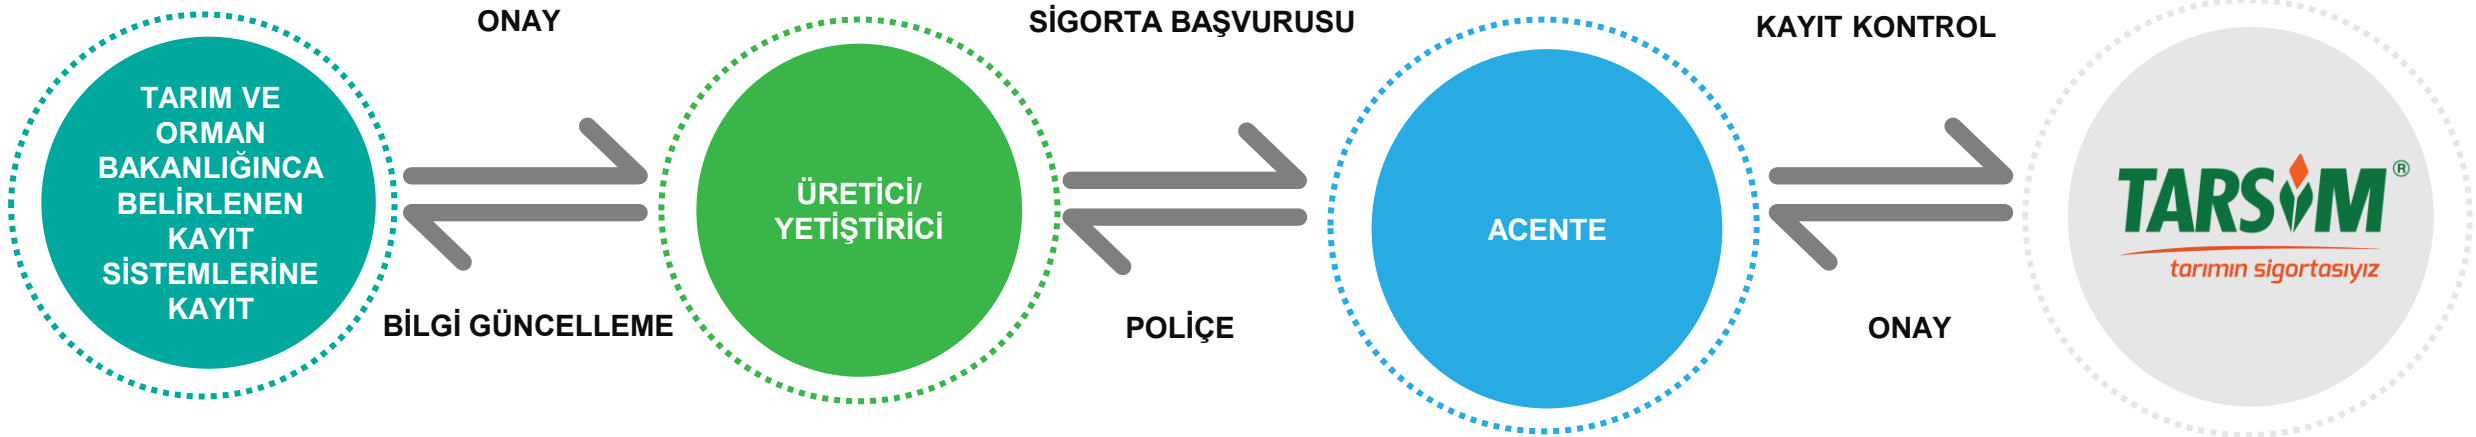 ONAY
SİGORTA BAŞVURUSU
KAYIT KONTROL
TARIM VE
ORMAN
BAKANLIĞINCA
BELİRLENEN
KAYIT
SİSTEMLERİNE
KAYIT
ÜRETİCİ/
YETİŞTİRİCİ
ACENTE
TARSİM®
tarımın sigortasıyız
BİLGİ GÜNCELLEME
POLİÇE
ONAY